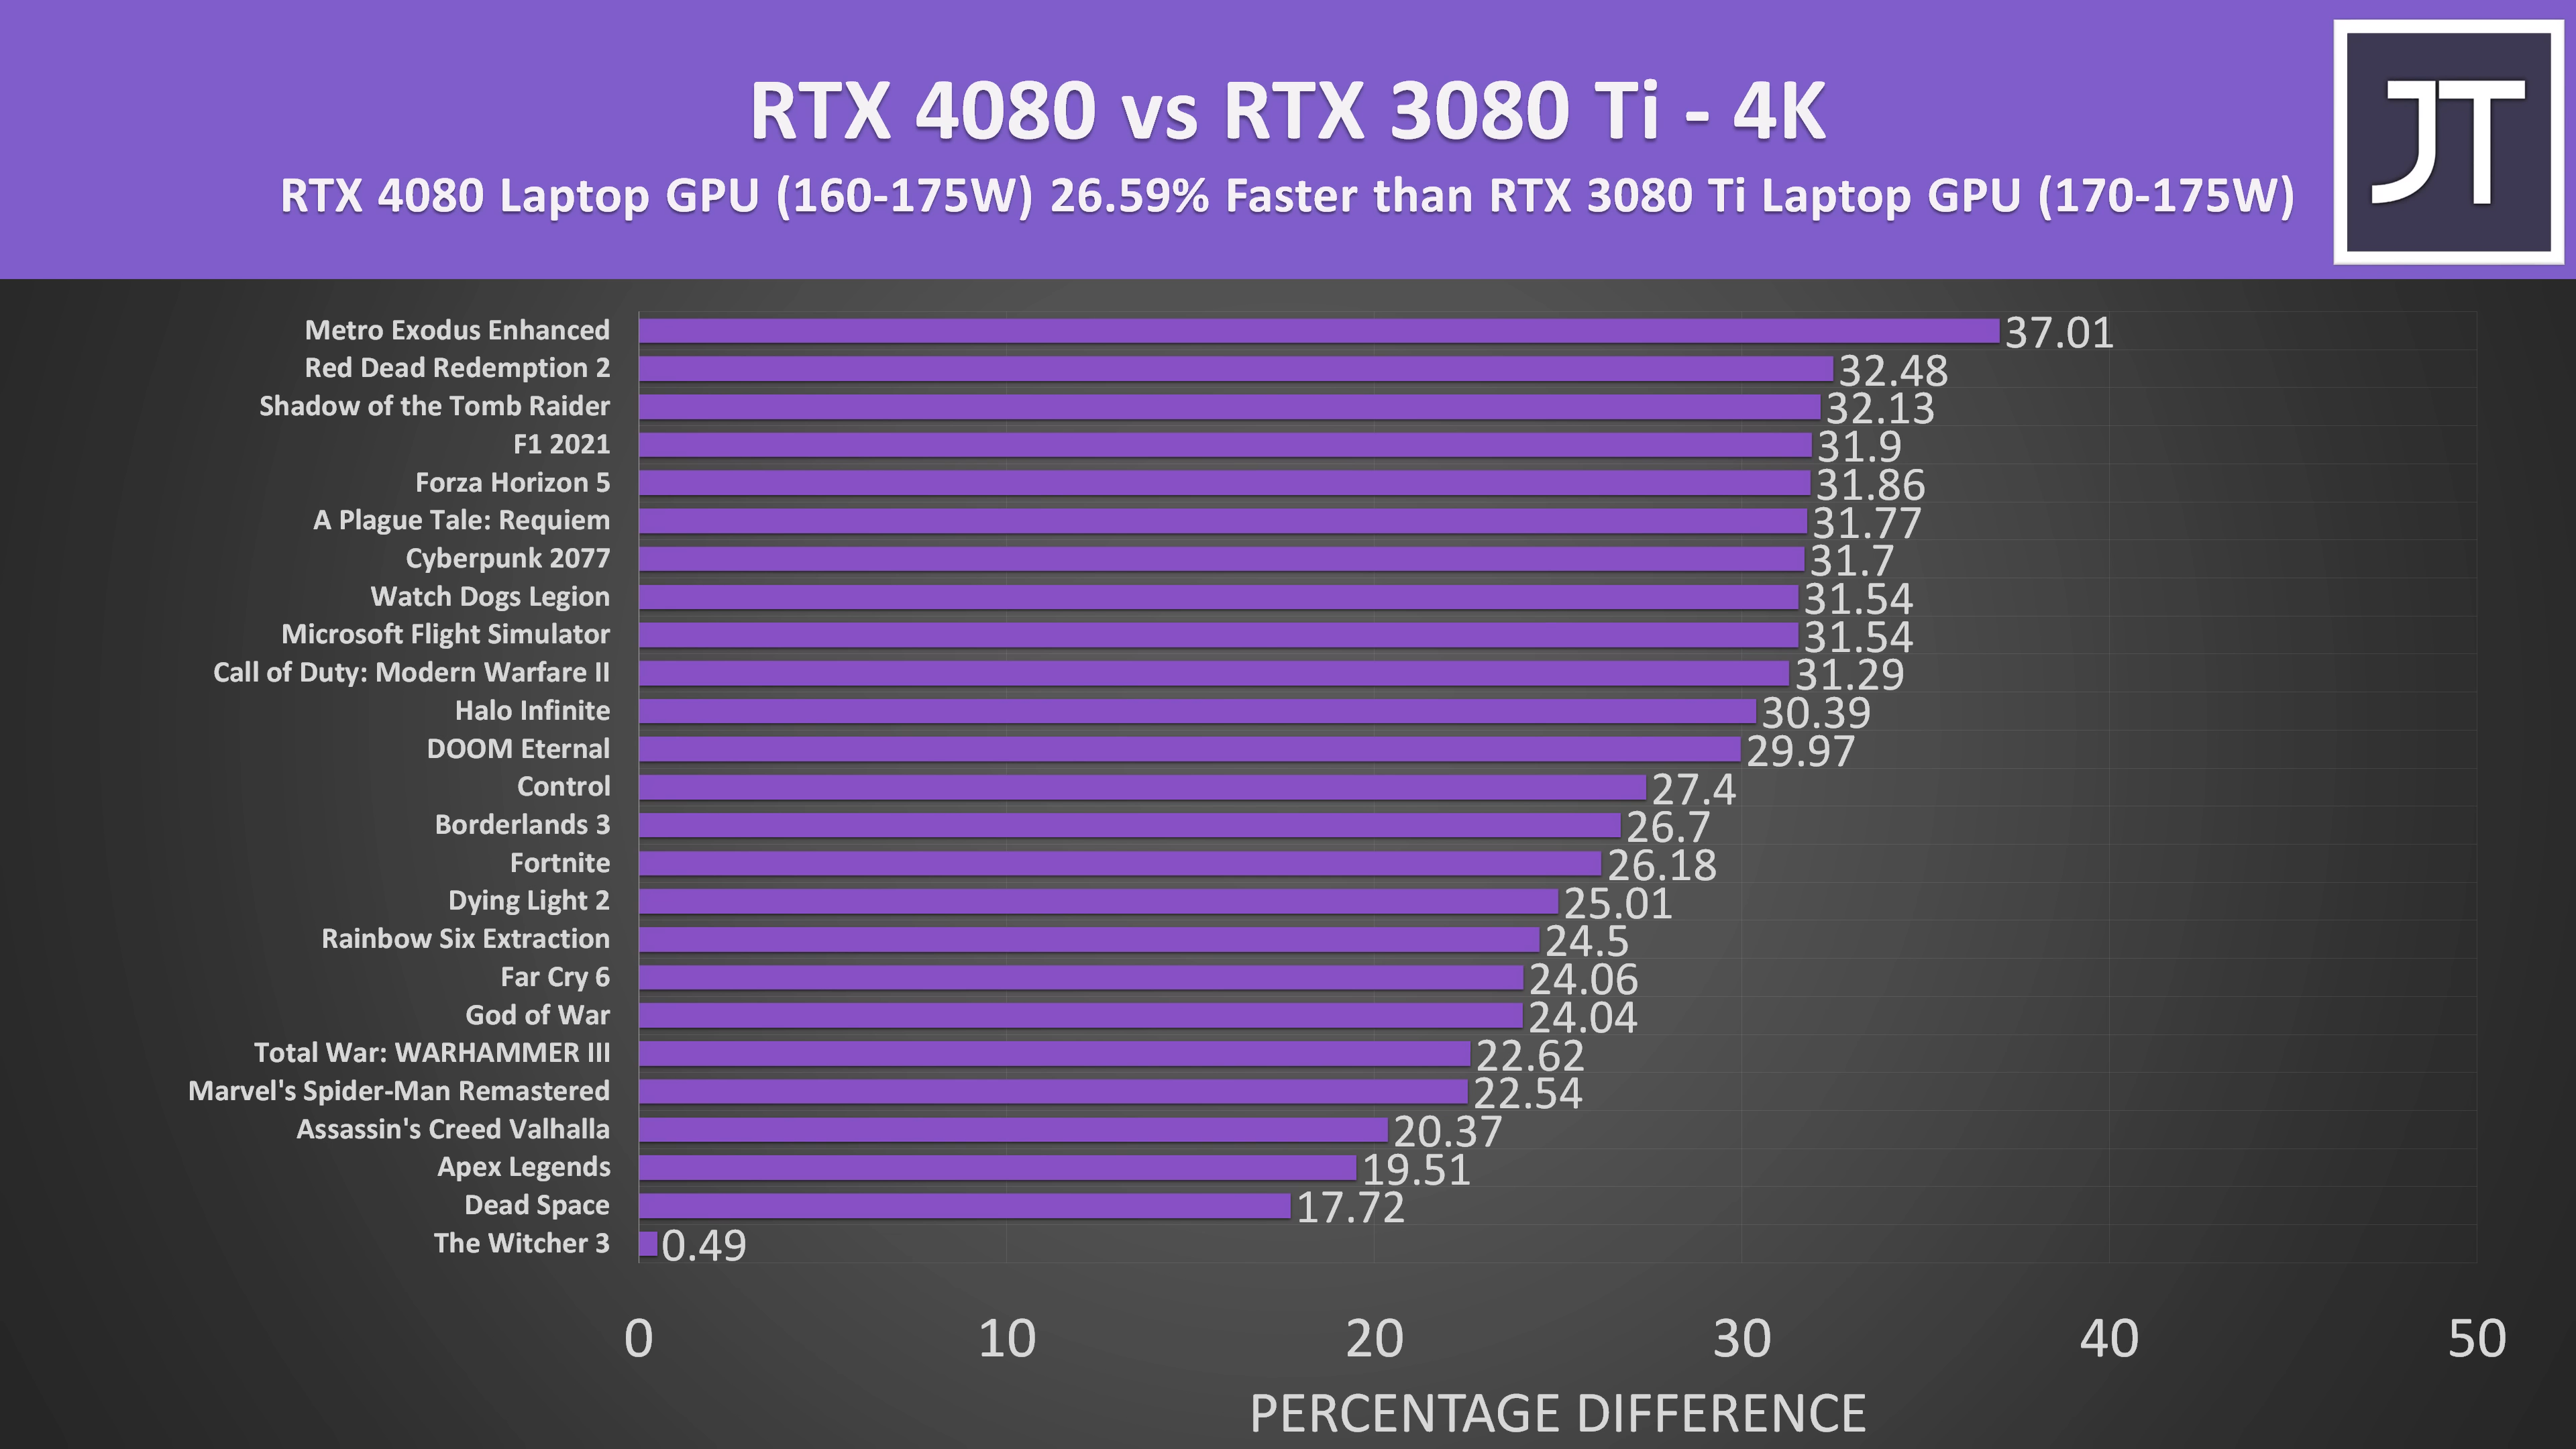 RTX 4080 vs RTX 3080 Ti - 4K
RTX 4080 Laptop GPU (160-175W) 26.59% Faster than RTX 3080 Ti Laptop GPU (170-175W)
JT
Metro Exodus Enhanced 37.01
Red Dead Redemption 2 32.48
Shadow of the Tomb Raider 32.13
F1 2021 31.9
Forza Horizon 5 31.86
A Plague Tale: Requiem 31.77
Cyberpunk 2077 31.7
Watch Dogs Legion 31.54
Microsoft Flight Simulator 31.54
Call of Duty: Modern Warfare II 31.29
Halo Infinite 30.39
DOOM Eternal 29.97
Control 27.4
Borderlands 3 26.7
Fortnite 26.18
Dying Light 2 25.01
Rainbow Six Extraction 24.5
Far Cry 6 24.06
God of War 24.04
Total War: WARHAMMER III 22.62
Marvel's Spider-Man Remastered 22.54
Assassin's Creed Valhalla 20.37
Apex Legends 19.51
Dead Space 17.72
The Witcher 3 0.49
0 10 20 30 40 50
PERCENTAGE DIFFERENCE